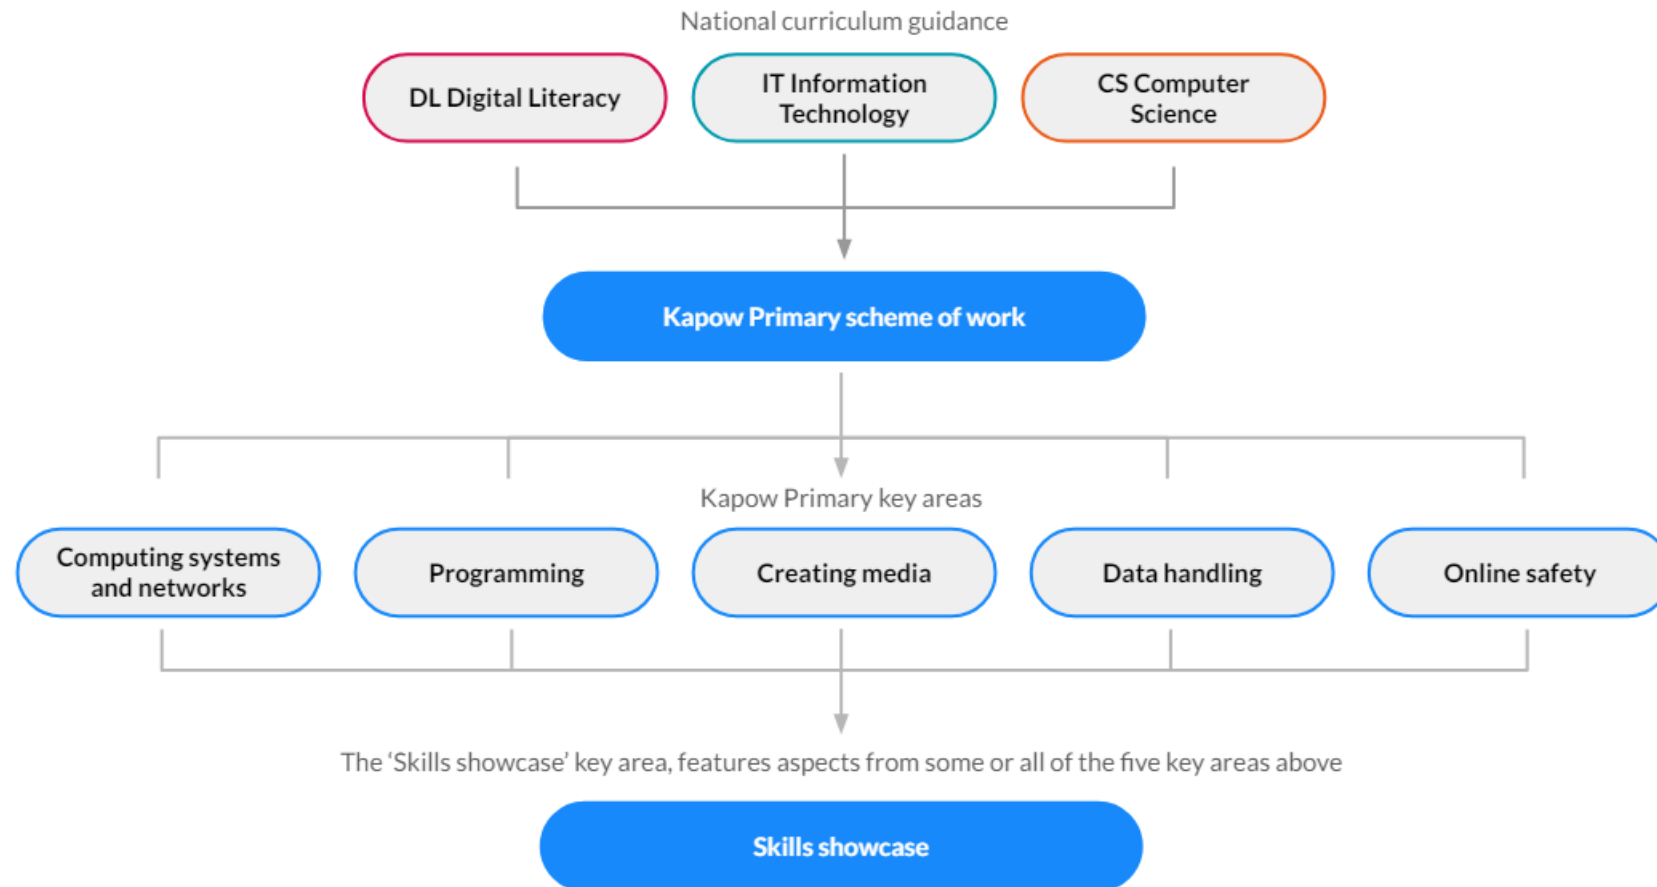 National curriculum guidance
DL Digital Literacy
IT Information
Technology
CS Computer
Science
Kapow Primary scheme of work
Kapow Primary key areas
Computing systems
and networks
Programming
Creating media
Data handling
Online safety
The ‘Skills showcase’ key area, features aspects from some or all of the five key areas above
Skills showcase